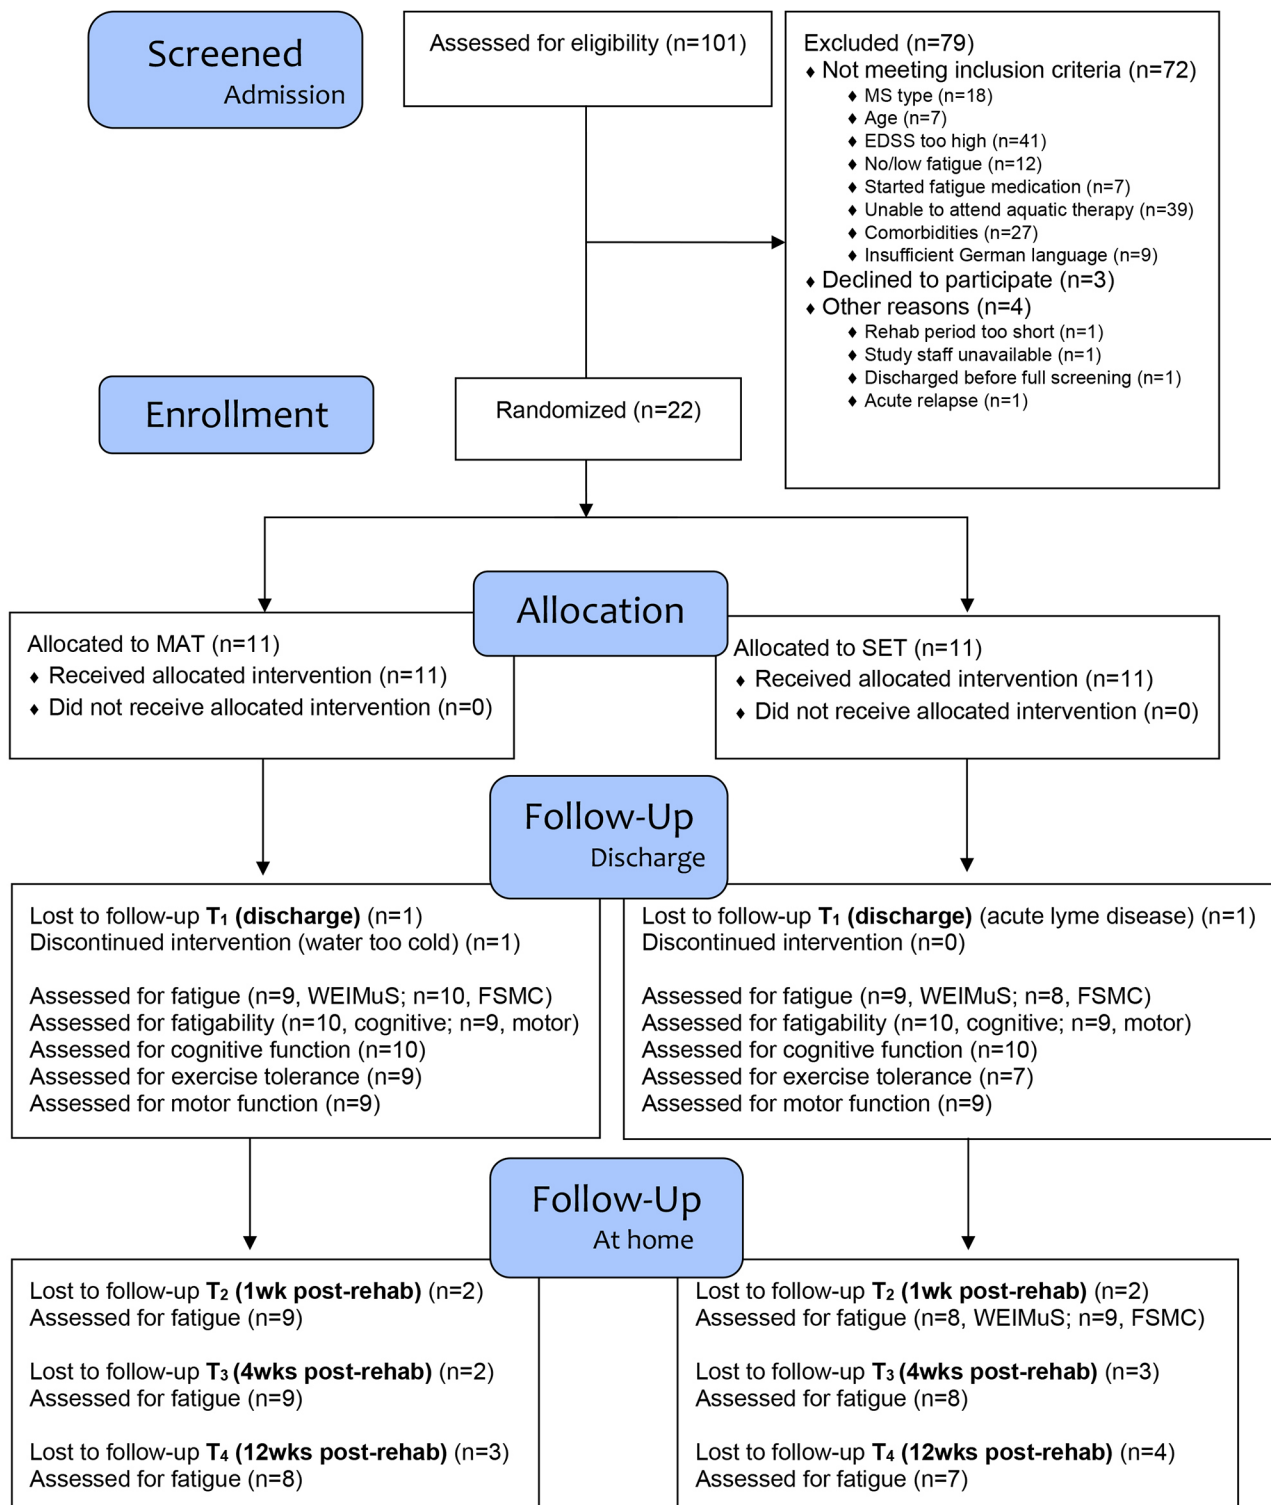 Screened
Admission
Assessed for eligibility (n=101)
Excluded (n=79)
♦ Not meeting inclusion criteria (n=72)
♦ MS type (n=18)
♦ Age (n=7)
♦ EDSS too high (n=41)
♦ No/low fatigue (n=12)
♦ Started fatigue medication (n=7)
♦ Unable to attend aquatic therapy (n=39)
♦ Comorbidities (n=27)
♦ Insufficient German language (n=9)
♦ Declined to participate (n=3)
♦ Other reasons (n=4)
♦ Rehab period too short (n=1)
♦ Study staff unavailable (n=1)
♦ Discharged before full screening (n=1)
♦ Acute relapse (n=1)
Enrollment
Randomized (n=22)
Allocation
Allocated to MAT (n=11)
♦ Received allocated intervention (n=11)
♦ Did not receive allocated intervention (n=0)
Allocated to SET (n=11)
♦ Received allocated intervention (n=11)
♦ Did not receive allocated intervention (n=0)
Follow-Up
Discharge
Lost to follow-up T₁ (discharge) (n=1)
Discontinued intervention (water too cold) (n=1)
Assessed for fatigue (n=9, WEIMuS; n=10, FSMC)
Assessed for fatigability (n=10, cognitive; n=9, motor)
Assessed for cognitive function (n=10)
Assessed for exercise tolerance (n=9)
Assessed for motor function (n=9)
Lost to follow-up T₁ (discharge) (acute lyme disease) (n=1)
Discontinued intervention (n=0)
Assessed for fatigue (n=9, WEIMuS; n=8, FSMC)
Assessed for fatigability (n=10, cognitive; n=9, motor)
Assessed for cognitive function (n=10)
Assessed for exercise tolerance (n=7)
Assessed for motor function (n=9)
Follow-Up
At home
Lost to follow-up T₂ (1wk post-rehab) (n=2)
Assessed for fatigue (n=9)
Lost to follow-up T₃ (4wks post-rehab) (n=2)
Assessed for fatigue (n=9)
Lost to follow-up T₄ (12wks post-rehab) (n=3)
Assessed for fatigue (n=8)
Lost to follow-up T₂ (1wk post-rehab) (n=2)
Assessed for fatigue (n=8, WEIMuS; n=9, FSMC)
Lost to follow-up T₃ (4wks post-rehab) (n=3)
Assessed for fatigue (n=8)
Lost to follow-up T₄ (12wks post-rehab) (n=4)
Assessed for fatigue (n=7)